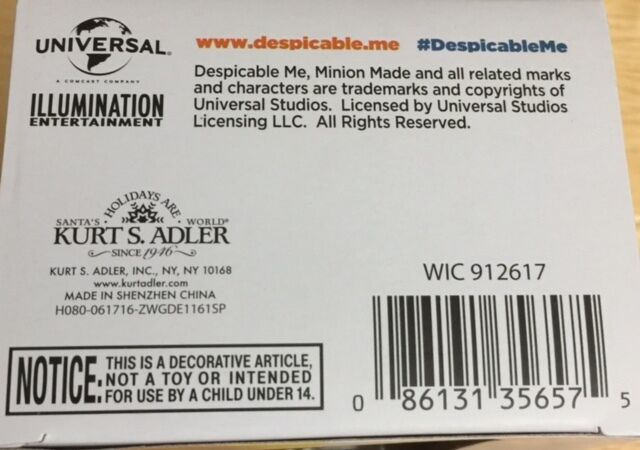 UNIVERSAL
A COMCAST COMPANY
ILLUMINATION
ENTERTAINMENT
www.despicable.me #DespicableMe
Despicable Me, Minion Made and all related marks
and characters are trademarks and copyrights of
Universal Studios. Licensed by Universal Studios
Licensing LLC. All Rights Reserved.
HOLIDAYS ARE
SANTA'S WORLD®
KURT S. ADLER
SINCE 1946
KURT S. ADLER, INC., NY, NY 10168
www.kurtadler.com
MADE IN SHENZHEN CHINA
H080-061716-ZWGDE1161SP
NOTICE: THIS IS A DECORATIVE ARTICLE,
NOT A TOY OR INTENDED
FOR USE BY A CHILD UNDER 14.
WIC 912617
0 86131 35657 5